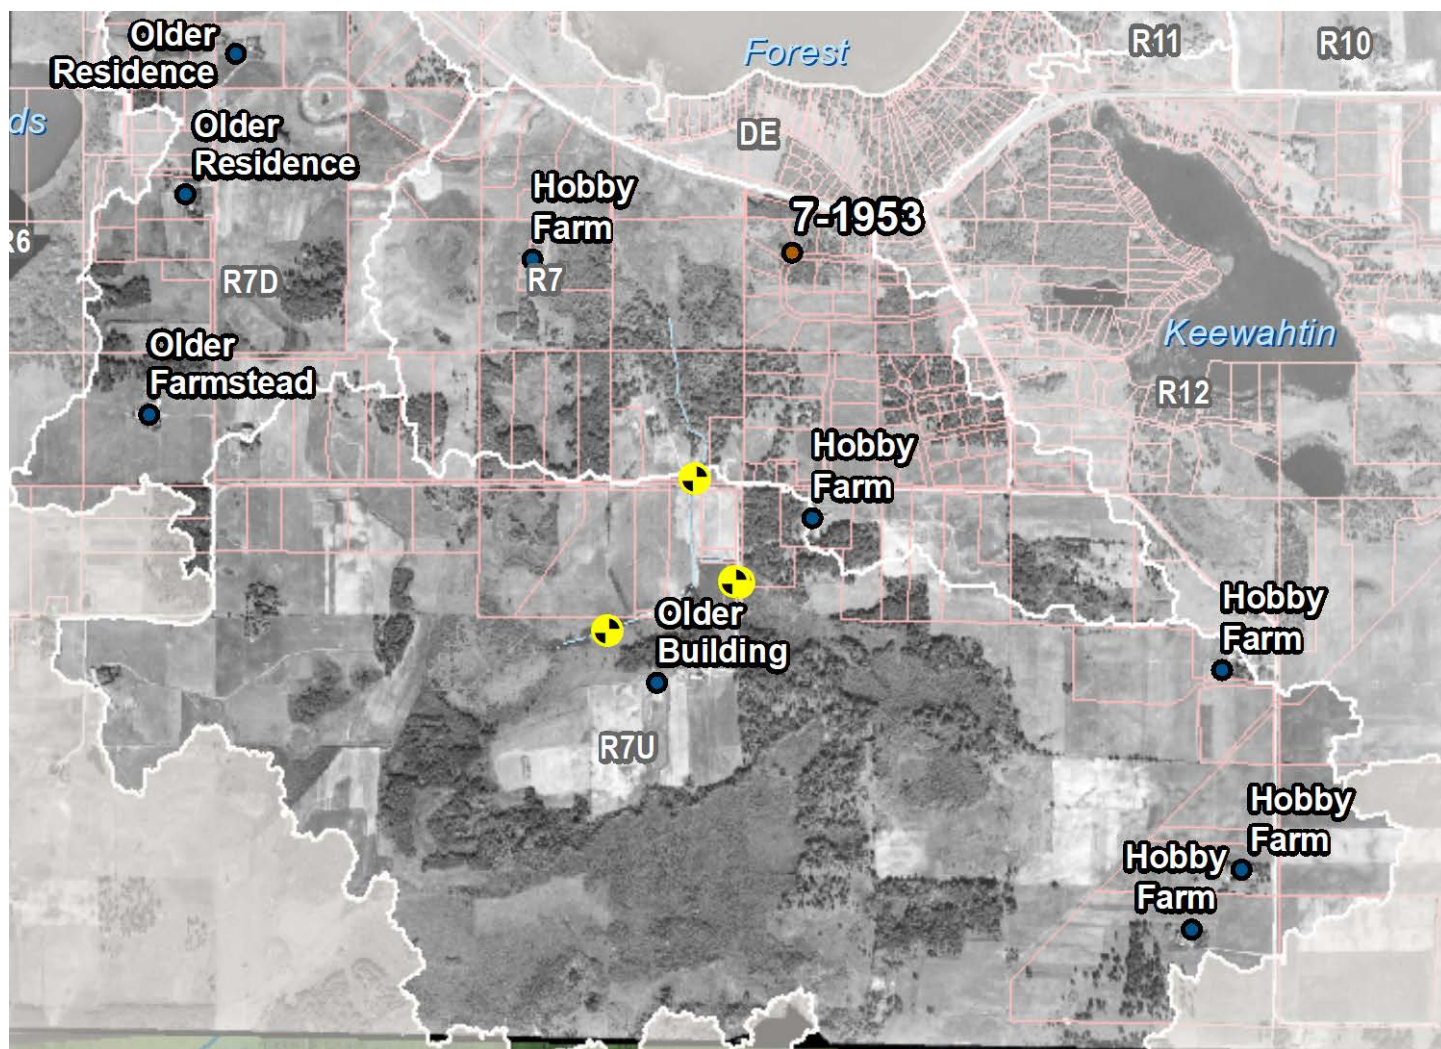 Older
Residence
Forest
R11
R10
ds
Older
Residence
DE
Hobby
Farm
7-1953
R6
R7D
R7
Older
Farmstead
Keewahtin
R12
Hobby
Farm
Older
Building
Hobby
Farm
R7U
Hobby
Farm
Hobby
Farm